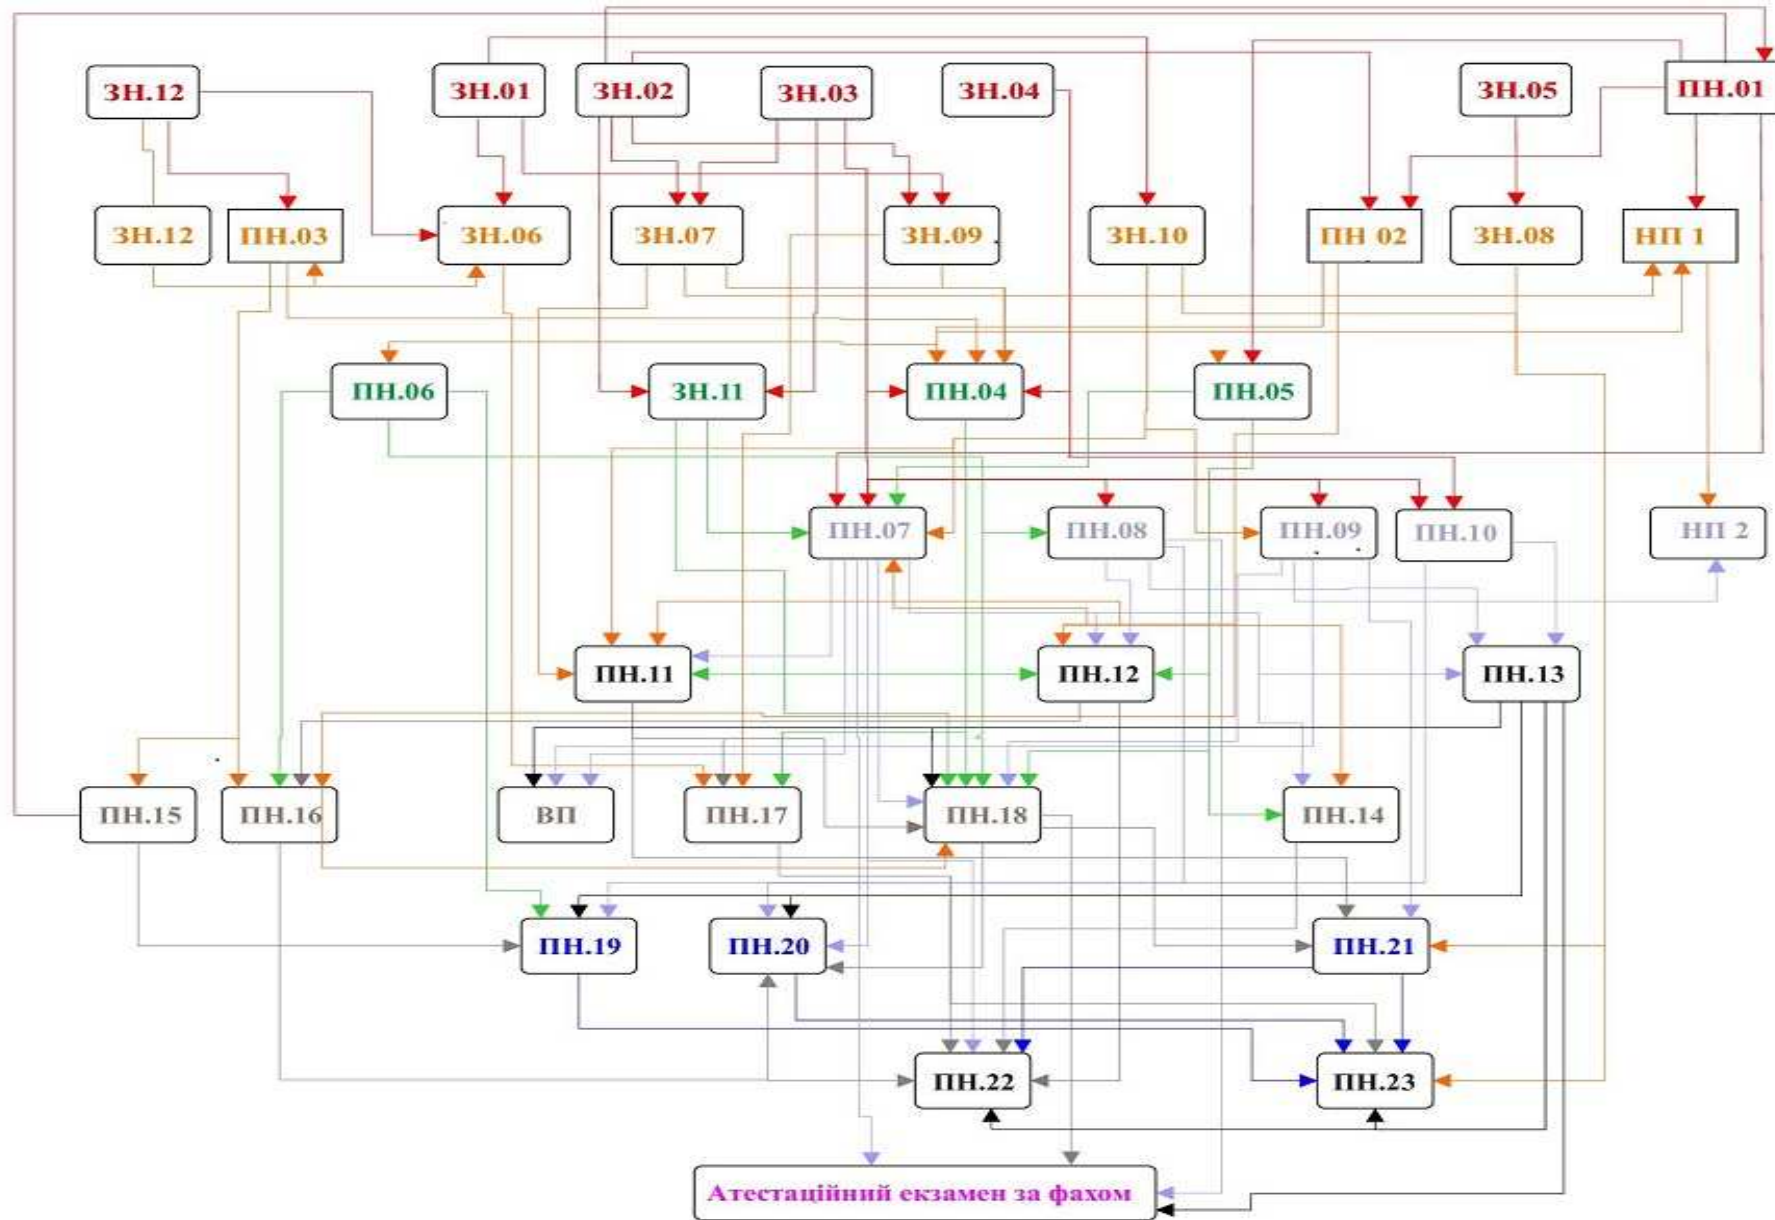 ЗН.12
ЗН.01
ЗН.02
ЗН.03
ЗН.04
ЗН.05
ПН.01
ЗН.12
ПН.03
ЗН.06
ЗН.07
ЗН.09
ЗН.10
ПН 02
ЗН.08
НП 1
ПН.06
ЗН.11
ПН.04
ПН.05
ПН.07
ПН.08
ПН.09
ПН.10
НП 2
ПН.11
ПН.12
ПН.13
ПН.15
ПН.16
ВП
ПН.17
ПН.18
ПН.14
ПН.19
ПН.20
ПН.21
ПН.22
ПН.23
Атестаційний екзамен за фахом